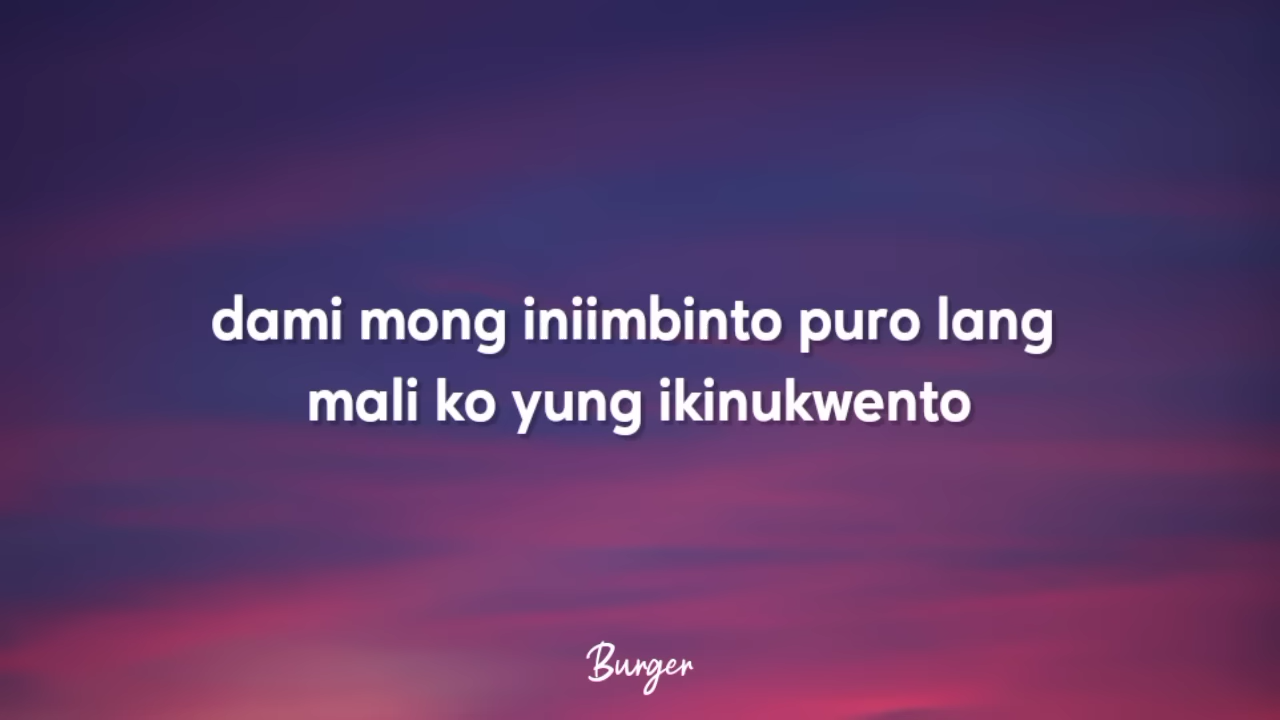 dami mong iniimbinto puro lang
mali ko yung ikinukwento
Burger